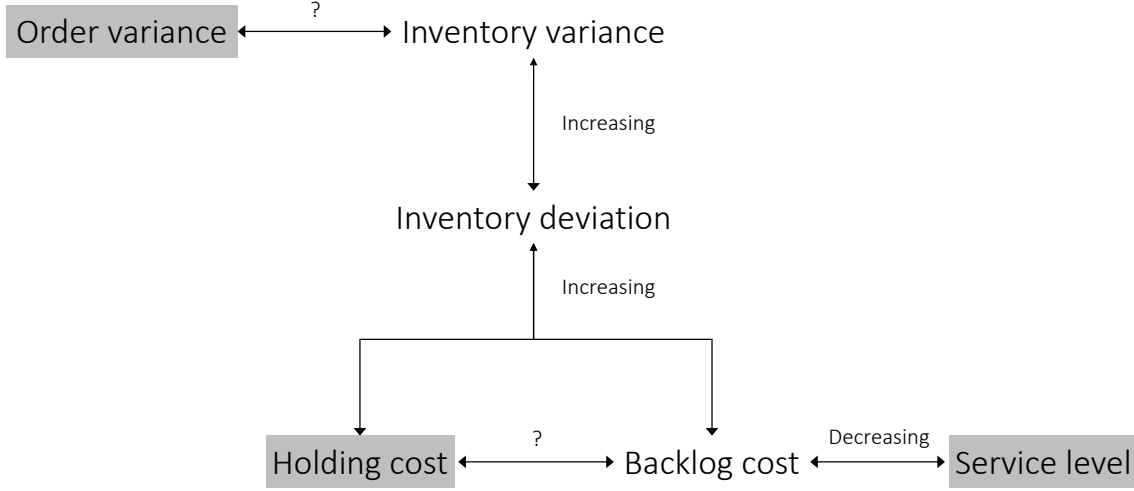 ?
Order variance
Inventory variance
Increasing
Inventory deviation
Increasing
?
Decreasing
Holding cost
Backlog cost
Service level